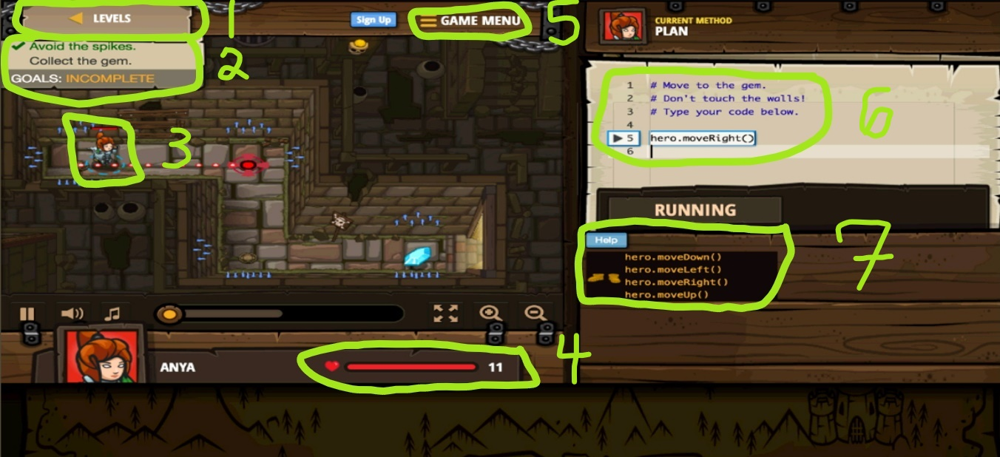 LEVELS
1
Sign Up
GAME MENU
5
Avoid the spikes.
Collect the gem.
GOALS: INCOMPLETE
2
3
ANYA
11
4
CURRENT METHOD
PLAN
1 # Move to the gem.
2 # Don't touch the walls!
3 # Type your code below.
4
5 hero.moveRight()
6
6
RUNNING
Help
hero.moveDown()
hero.moveLeft()
hero.moveRight()
hero.moveUp()
7